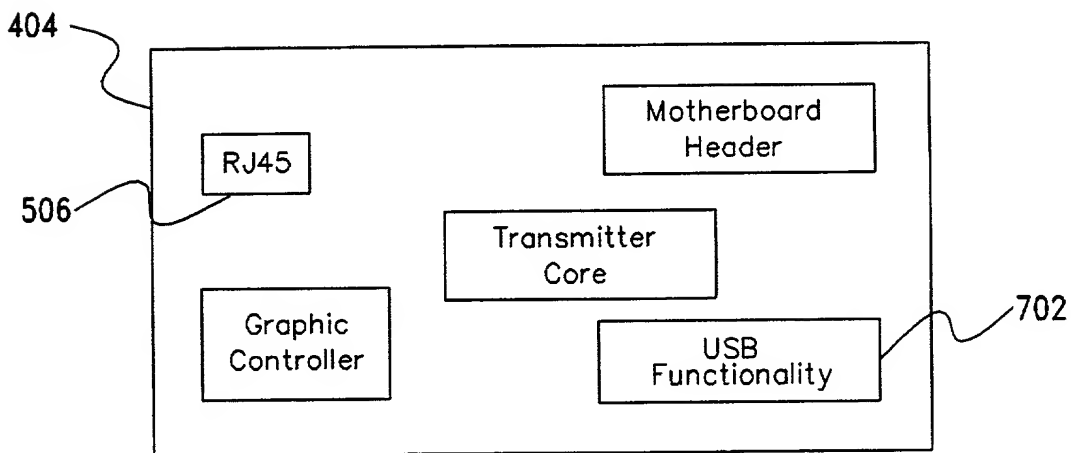 404
Motherboard
Header
RJ45
506
Transmitter
Core
Graphic
Controller
USB
Functionality
702